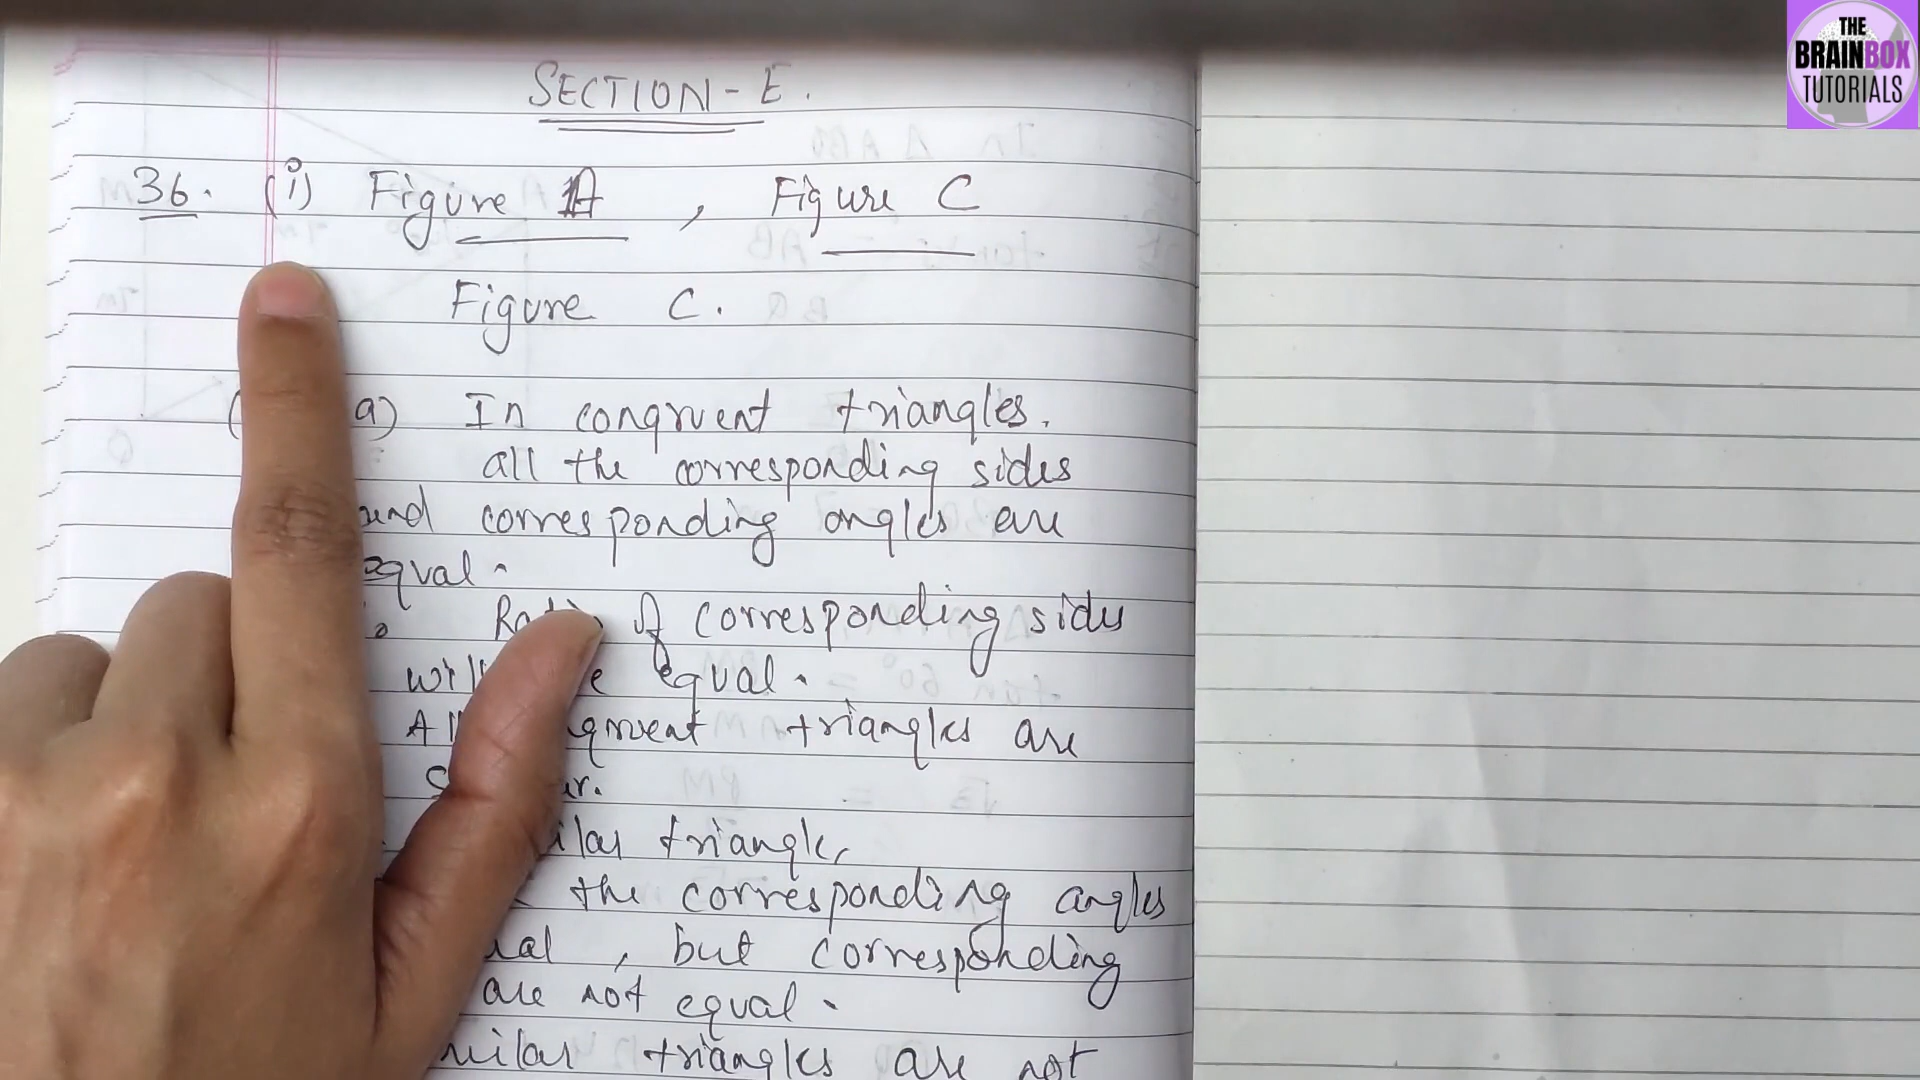 THE
BRAINBOX
TUTORIALS
SECTION-E.
36. (i) Figure A, Figure C
Figure C.
a) In congruent triangles.
all the corresponding sides
and corresponding angles are
equal.
of corresponding sides
equal.
triangles are
triangle,
the corresponding angles
, but corresponding
are not equal.
triangles are not